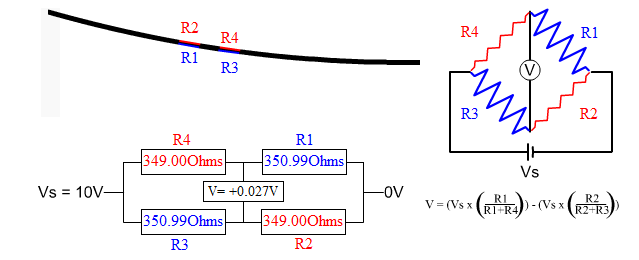 R2
R4
R1
R3
R4
R1
V
R3
R2
Vs
R4
R1
349.00Ohms
350.99Ohms
Vs = 10V
V= +0.027V
0V
350.99Ohms
349.00Ohms
R3
R2
V = (Vs x (R1/R1+R4)) - (Vs x (R2/R2+R3))